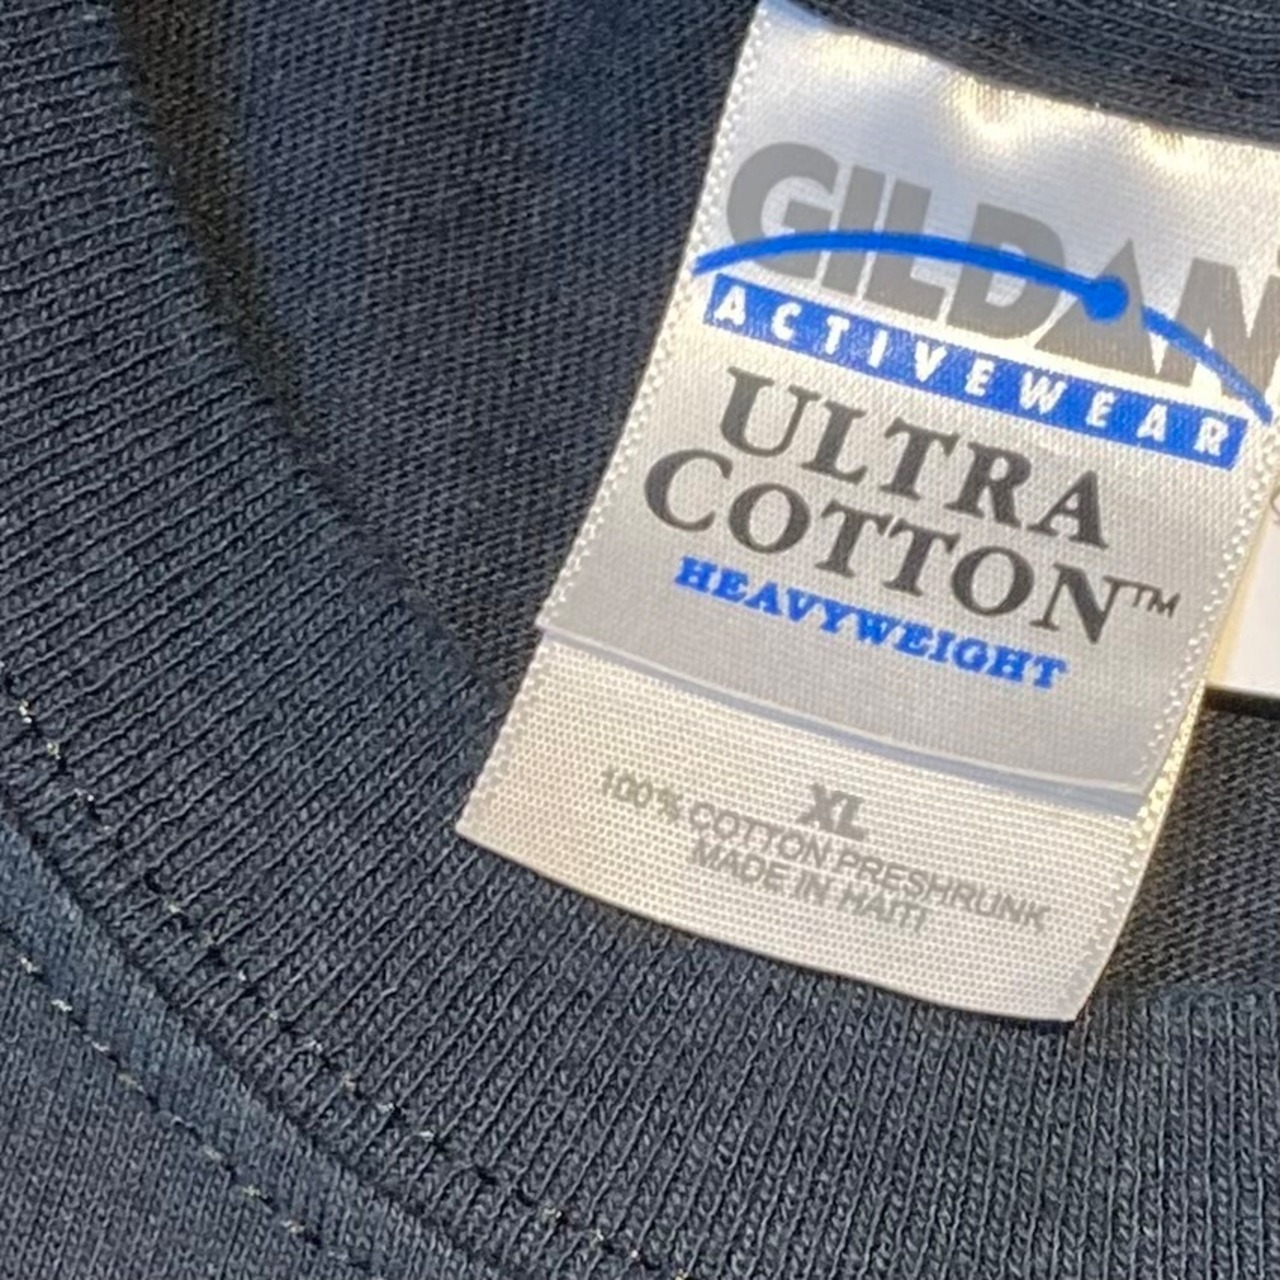 GILDAN
ACTIVEWEAR
ULTRA
COTTON™
HEAVYWEIGHT
XL
100% COTTON PRESHRUNK
MADE IN HAITI